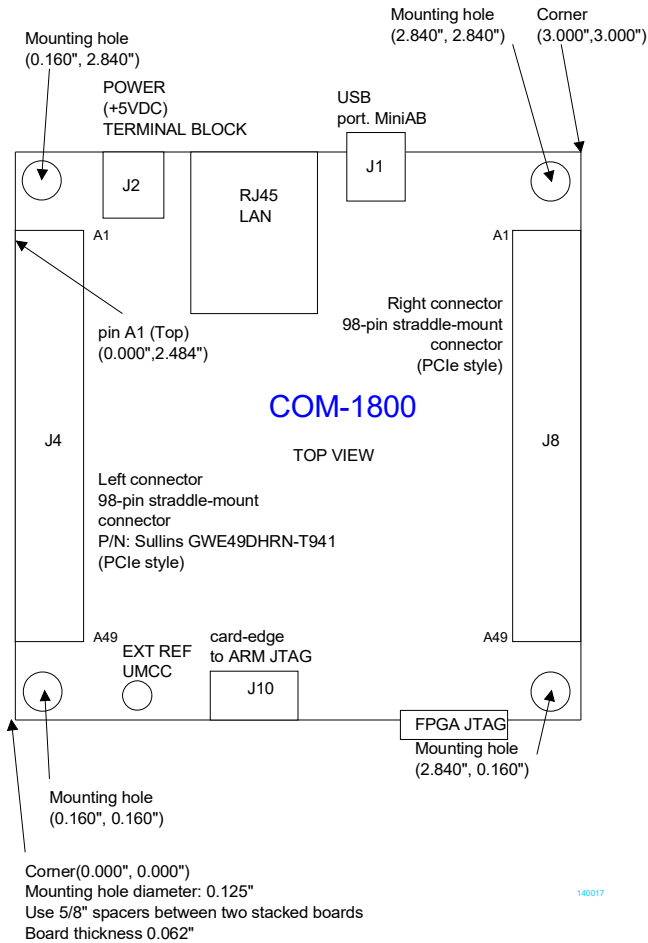 Mounting hole
(0.160", 2.840")
Mounting hole
(2.840", 2.840")
Corner
(3.000",3.000")
POWER
(+5VDC)
TERMINAL BLOCK
USB
port. MiniAB
J2
RJ45
LAN
J1
A1
A1
pin A1 (Top)
(0.000",2.484")
Right connector
98-pin straddle-mount
connector
(PCIe style)
COM-1800
TOP VIEW
J4
J8
Left connector
98-pin straddle-mount
connector
P/N: Sullins GWE49DHRN-T941
(PCIe style)
A49
A49
EXT REF
UMCC
card-edge
to ARM JTAG
J10
FPGA JTAG
Mounting hole
(2.840", 0.160")
Mounting hole
(0.160", 0.160")
Corner(0.000", 0.000")
Mounting hole diameter: 0.125"
Use 5/8" spacers between two stacked boards
Board thickness 0.062"
140017